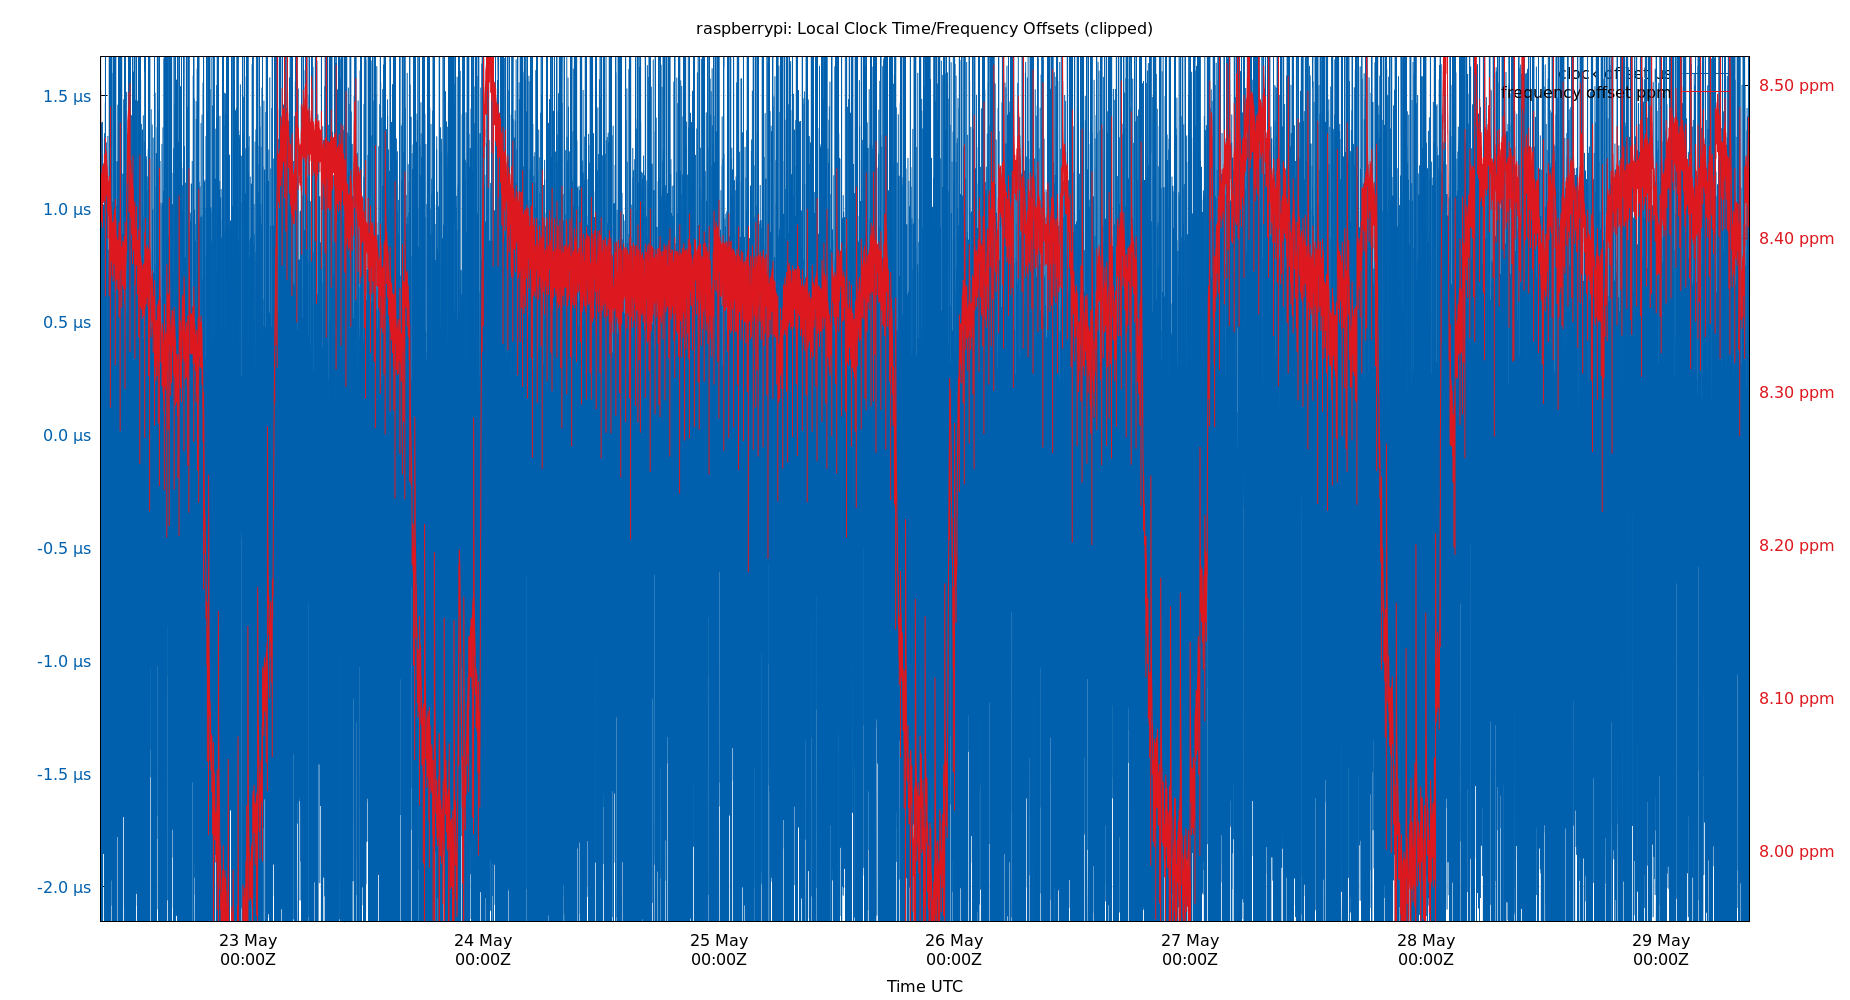 raspberrypi: Local Clock Time/Frequency Offsets (clipped)
clock offset µs
frequency offset ppm
1.5 µs
1.0 µs
0.5 µs
0.0 µs
-0.5 µs
-1.0 µs
-1.5 µs
-2.0 µs
8.50 ppm
8.40 ppm
8.30 ppm
8.20 ppm
8.10 ppm
8.00 ppm
23 May
00:00Z
24 May
00:00Z
25 May
00:00Z
26 May
00:00Z
27 May
00:00Z
28 May
00:00Z
29 May
00:00Z
Time UTC